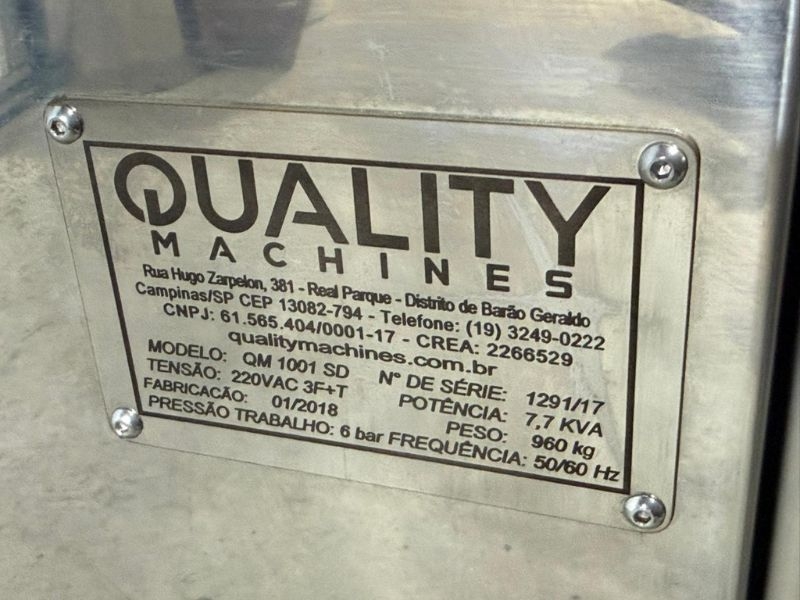 QUALITY
MACHINES
Rua Hugo Zarpelon, 381 - Real Parque - Distrito de Barão Geraldo
Campinas/SP CEP 13082-794 - Telefone: (19) 3249-0222
CNPJ: 61.565.404/0001-17 - CREA: 2266529
qualitymachines.com.br
MODELO: QM 1001 SD Nº DE SÉRIE: 1291/17
TENSÃO: 220VAC 3F+T POTÊNCIA: 7,7 KVA
FABRICACÃO: 01/2018 PESO: 960 kg
PRESSÃO TRABALHO: 6 bar FREQUÊNCIA: 50/60 Hz